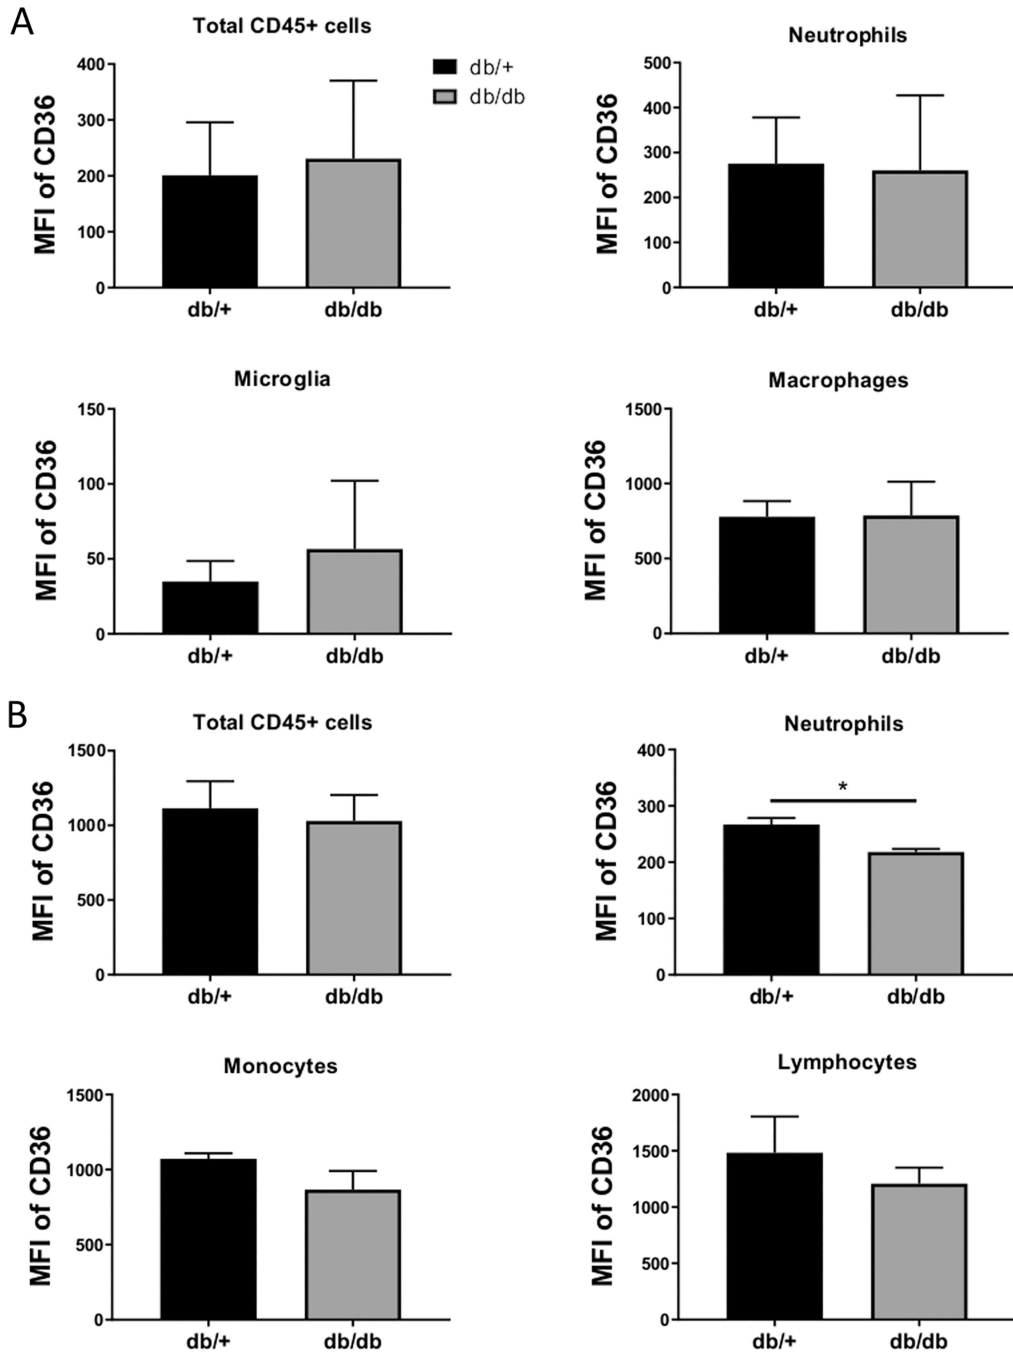 A
Total CD45+ cells
MFI of CD36
400
300
200
100
0
db/+
db/db
db/+
db/db
Neutrophils
MFI of CD36
500
400
300
200
100
0
db/+
db/db
Microglia
MFI of CD36
150
100
50
0
db/+
db/db
Macrophages
MFI of CD36
1500
1000
500
0
db/+
db/db
B
Total CD45+ cells
MFI of CD36
1500
1000
500
0
db/+
db/db
Neutrophils
MFI of CD36
400
300
200
100
0
*
db/+
db/db
Monocytes
MFI of CD36
1500
1000
500
0
db/+
db/db
Lymphocytes
MFI of CD36
2000
1500
1000
500
0
db/+
db/db